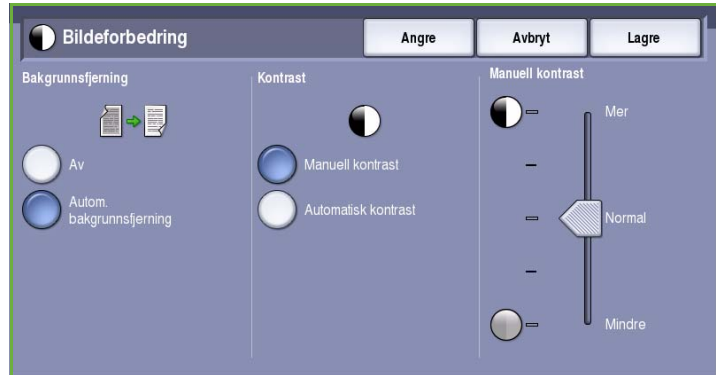 Bildeforbedring
Angre
Avbryt
Lagre
Bakgrunnsfjerning
Av
Autom.
bakgrunnsfjerning
Kontrast
Manuell kontrast
Automatisk kontrast
Manuell kontrast
Mer
Normal
Mindre